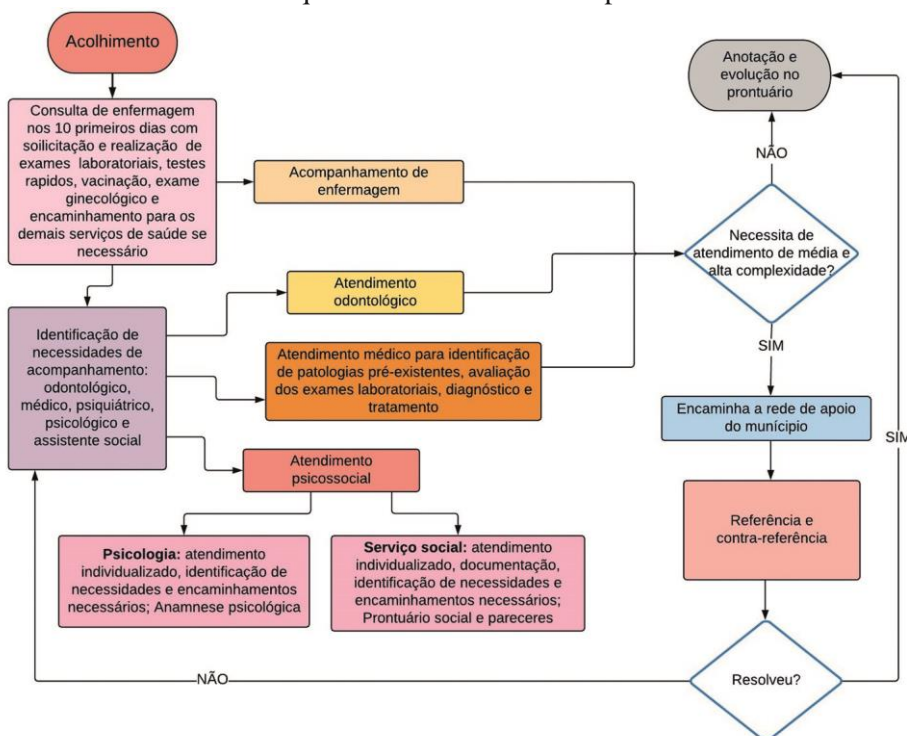 Acolhimento
Consulta de enfermagem
nos 10 primeiros dias com
soilicitação e realização de
exames laboratoriais, testes
rapidos, vacinação, exame
ginecológico e
encaminhamento para os
demais serviços de saúde se
necessário
Acompanhamento de
enfermagem
Anotação e
evolução no
prontuário
NÃO
Necessita de
atendimento de média e
alta complexidade?
Atendimento
odontológico
Identificação de
necessidades de
acompanhamento:
odontológico,
médico, psiquiátrico,
psicológico e
assistente social
Atendimento médico para identificação
de patologias pré-existentes, avaliação
dos exames laboratoriais, diagnóstico e
tratamento
SIM
Encaminha a rede de apoio
do munícipio
SIM
Atendimento
psicossocial
Psicologia: atendimento
individualizado, identificação de
necessidades e encaminhamentos
necessários; Anamnese psicológica
Serviço social: atendimento
individualizado, documentação,
identificação de necessidades e
encaminhamentos necessários;
Prontuário social e pareceres
Referência e
contra-referência
NÃO
Resolveu?